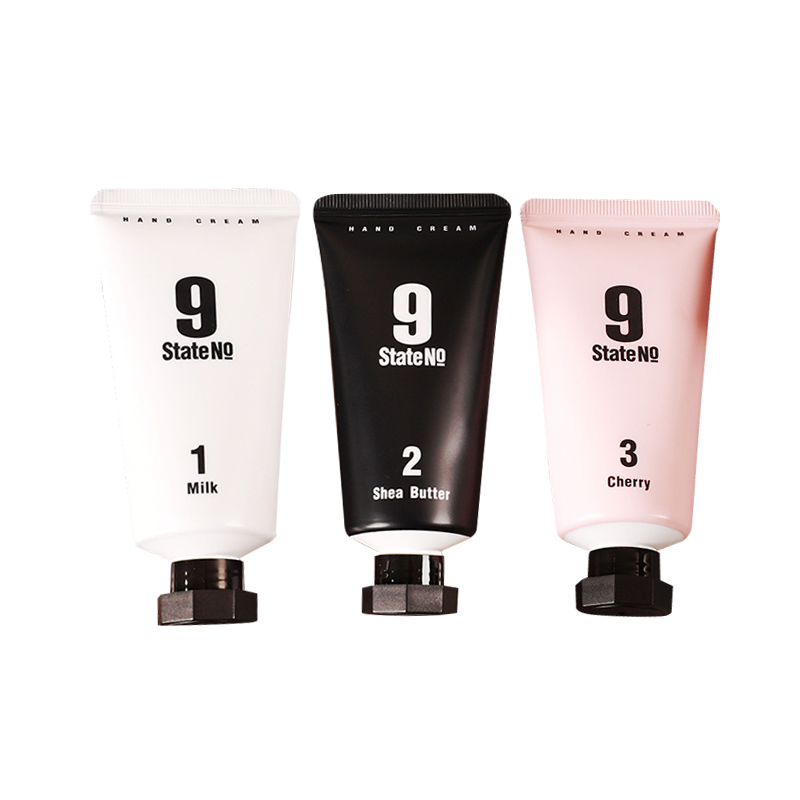 HAND CREAM
9
StateNo
1
Milk
HAND CREAM
9
StateNo
2
Shea Butter
HAND CREAM
9
StateNo
3
Cherry